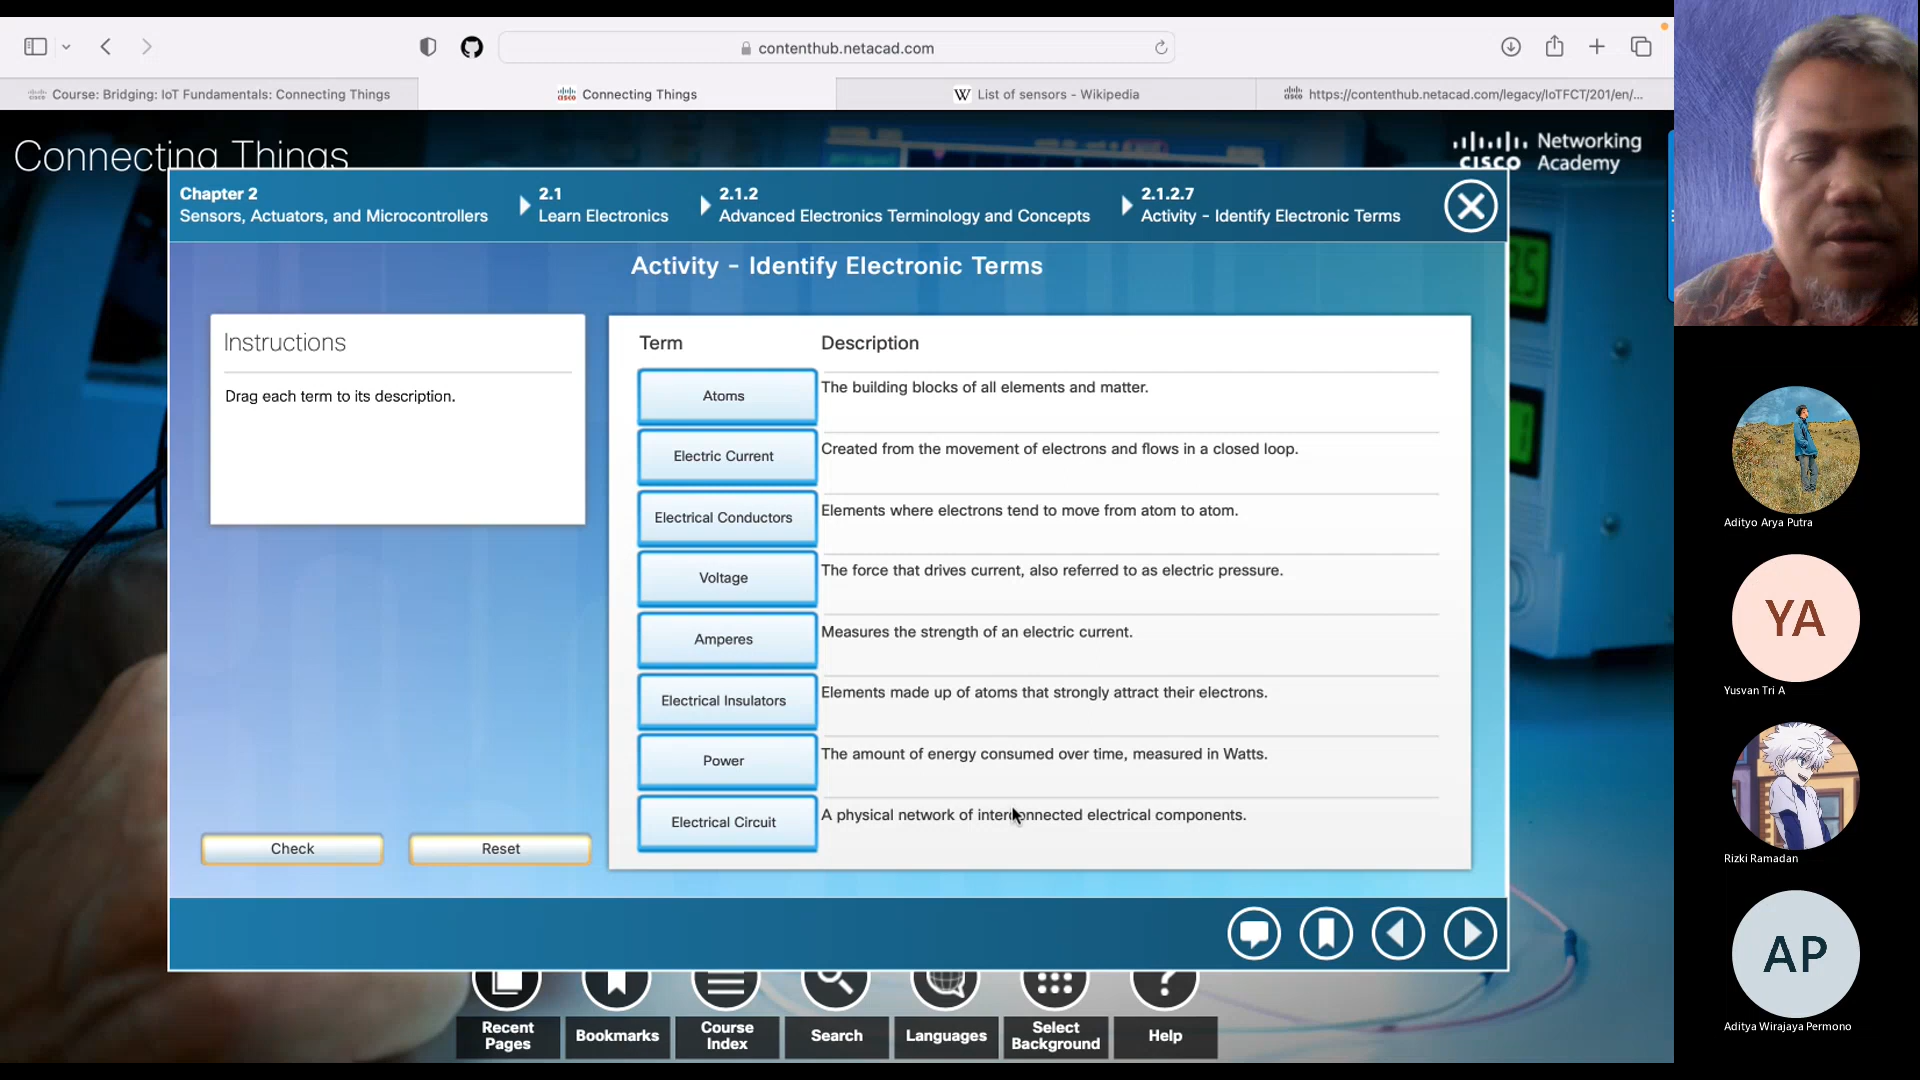 contenthub.netacad.com
Course: Bridging: IoT Fundamentals: Connecting Things
Connecting Things
W List of sensors - Wikipedia
https://contenthub.netacad.com/legacy/IoTFCT/201/en/...
Connecting Things
CISCO Networking Academy
Chapter 2
Sensors, Actuators, and Microcontrollers
2.1
Learn Electronics
2.1.2
Advanced Electronics Terminology and Concepts
2.1.2.7
Activity - Identify Electronic Terms
Activity - Identify Electronic Terms
Instructions
Drag each term to its description.
Term Description
Atoms The building blocks of all elements and matter.
Electric Current Created from the movement of electrons and flows in a closed loop.
Electrical Conductors Elements where electrons tend to move from atom to atom.
Voltage The force that drives current, also referred to as electric pressure.
Amperes Measures the strength of an electric current.
Electrical Insulators Elements made up of atoms that strongly attract their electrons.
Power The amount of energy consumed over time, measured in Watts.
Electrical Circuit A physical network of interconnected electrical components.
Check Reset
Recent Pages
Bookmarks
Course Index
Search
Languages
Select Background
?
Help
Adityo Arya Putra
YA
Yusvan Tri A
Rizki Ramadan
AP
Aditya Wirajaya Permono